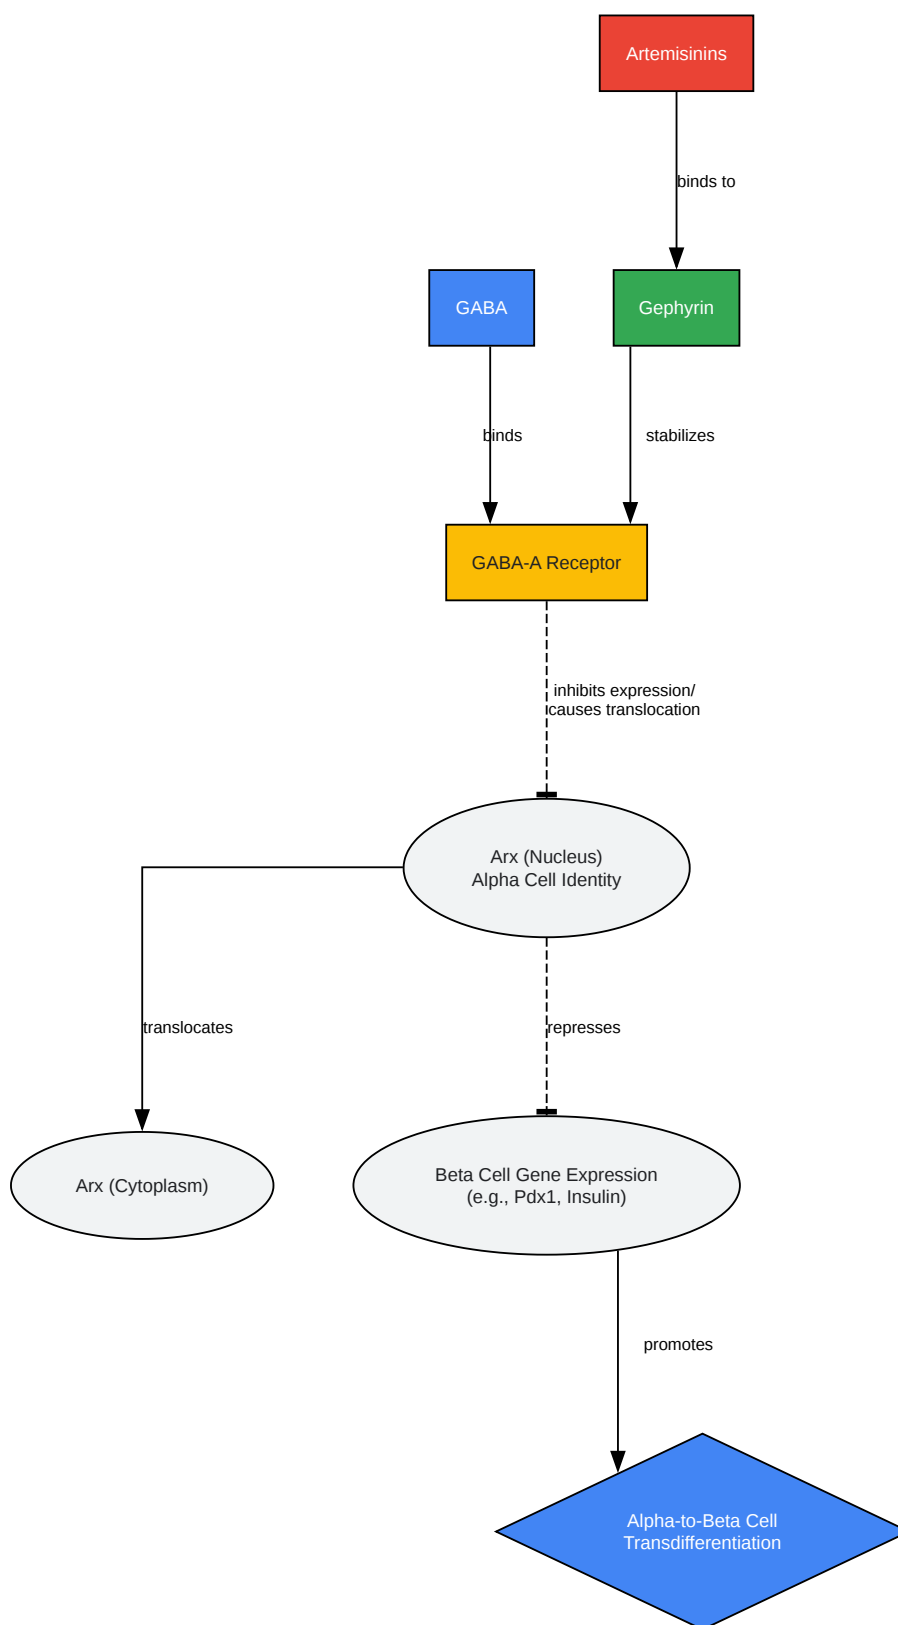 Artemisinins
binds to
GABA
Gephyrin
binds
stabilizes
GABA-A Receptor
inhibits expression/
causes translocation
Arx (Nucleus)
Alpha Cell Identity
translocates
represses
Arx (Cytoplasm)
Beta Cell Gene Expression
(e.g., Pdx1, Insulin)
promotes
Alpha-to-Beta Cell
Transdifferentiation